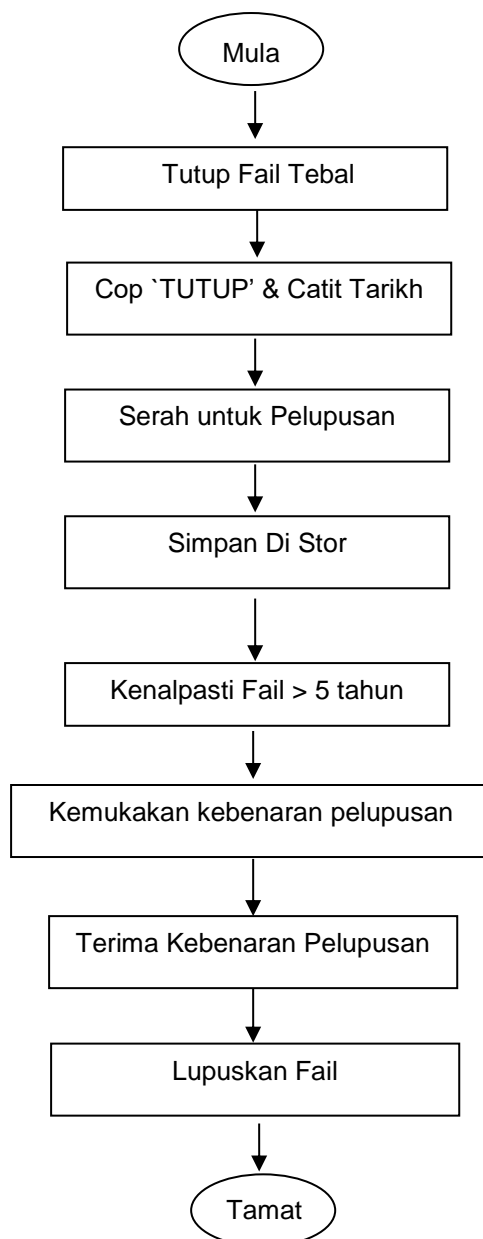 Mula
Tutup Fail Tebal
Cop `TUTUP’ & Catit Tarikh
Serah untuk Pelupusan
Simpan Di Stor
Kenalpasti Fail > 5 tahun
Kemukakan kebenaran pelupusan
Terima Kebenaran Pelupusan
Lupuskan Fail
Tamat